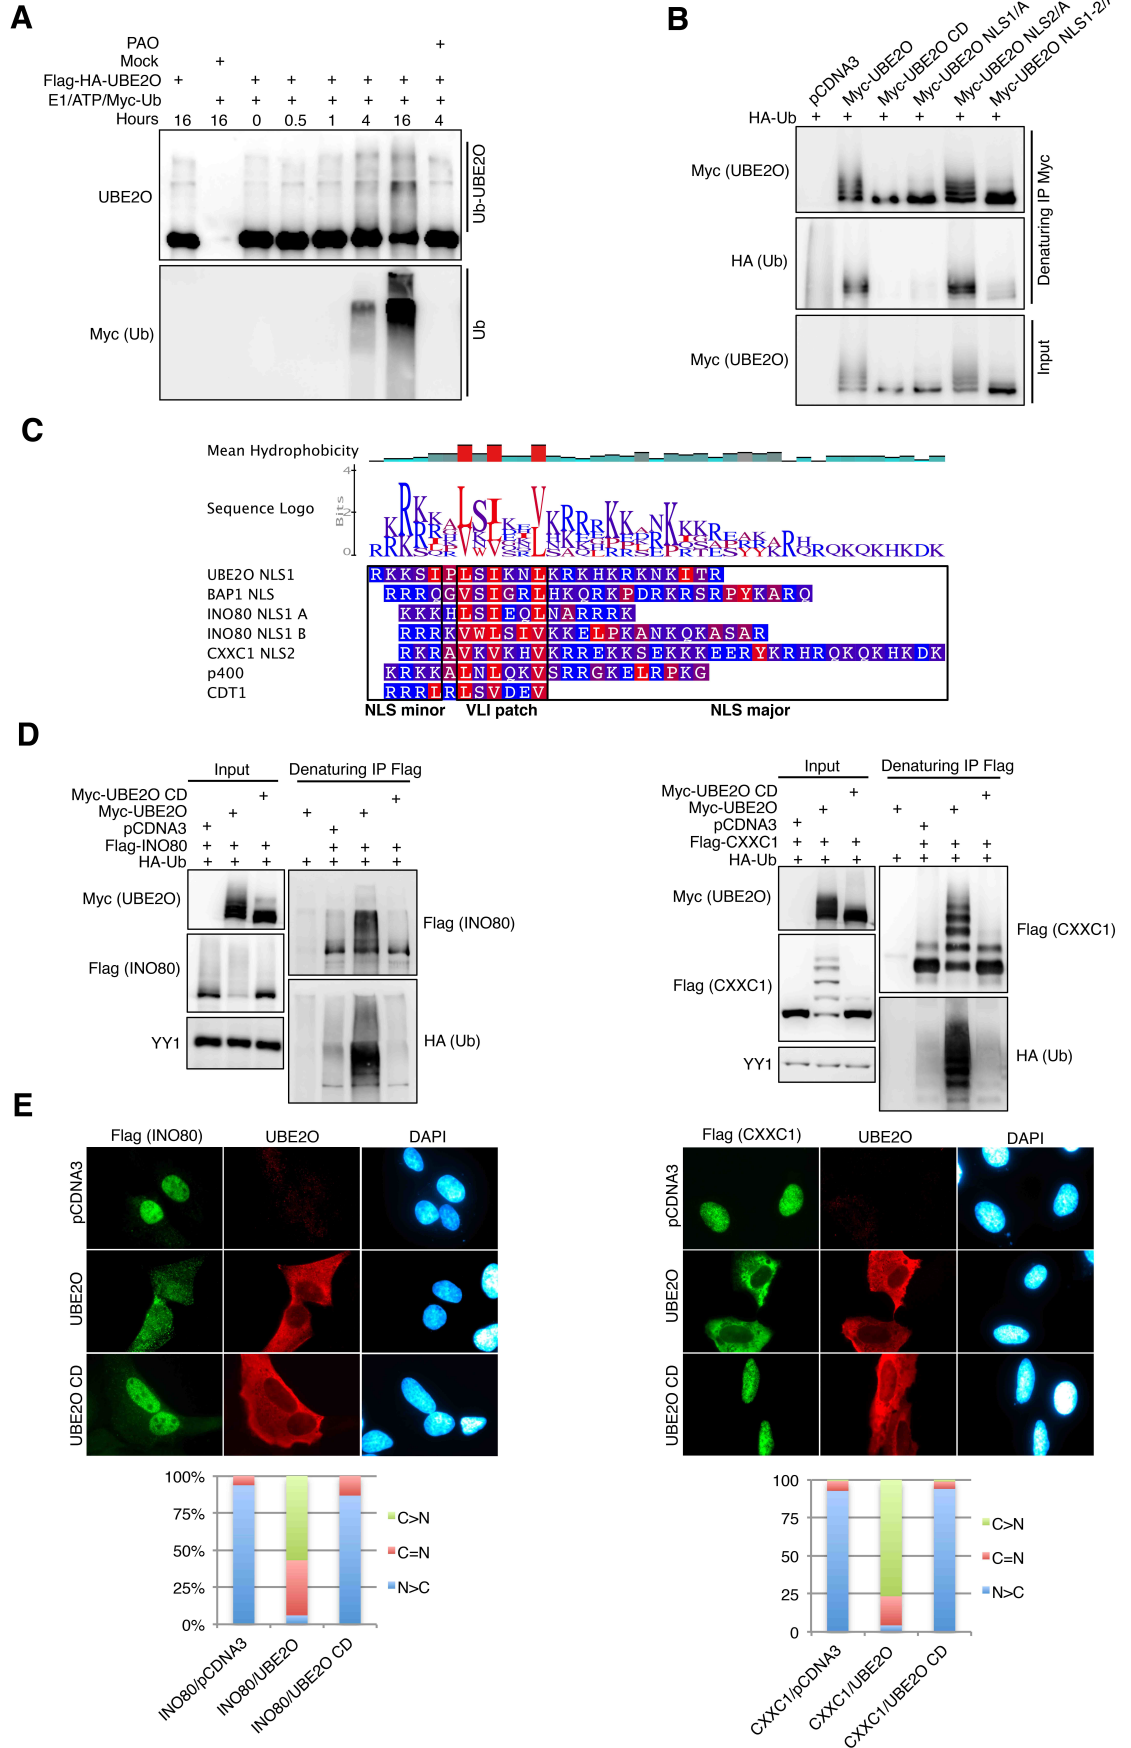 A
PAO +
Mock +
Flag-HA-UBE2O + + + + + + +
E1/ATP/Myc-Ub + + + + + + +
Hours 16 16 0 0.5 1 4 16 4
UBE2O
Ub-UBE2O
Myc (Ub)
Ub
B
pCDNA3
Myc-UBE2O
Myc-UBE2O CD
Myc-UBE2O NLS1/A
Myc-UBE2O NLS2/A
Myc-UBE2O NLS1-2/
HA-Ub + + + + + +
Myc (UBE2O)
HA (Ub)
Denaturing IP Myc
Myc (UBE2O)
Input
C
Mean Hydrophobicity
Sequence Logo
Bits
4
2
0
UBE2O NLS1 RKKSIPLSIKNLKRKHKRKNKITR
BAP1 NLS RRRQGVSIGRLHKQRKPDRKRSRPYKARQ
INO80 NLS1 A KKKHLSIEQLNARRRK
INO80 NLS1 B RRRKVWLSIVKKELPKANKQKASAR
CXXC1 NLS2 RKRAVKVKHVKRREKKSEKKKEERYKRHRQKQKHKDK
p400 KRKKALNLQKVSRRGKELRPKG
CDT1 RRRLRLSVDEV
NLS minor VLI patch NLS major
D
Input Denaturing IP Flag
Myc-UBE2O CD + +
Myc-UBE2O + + +
pCDNA3 + +
Flag-INO80 + + + + + +
HA-Ub + + + + + + +
Myc (UBE2O)
Flag (INO80)
YY1
Flag (INO80)
HA (Ub)
Input Denaturing IP Flag
Myc-UBE2O CD + +
Myc-UBE2O + + +
pCDNA3 + +
Flag-CXXC1 + + + + + +
HA-Ub + + + + + + +
Myc (UBE2O)
Flag (CXXC1)
YY1
Flag (CXXC1)
HA (Ub)
E
Flag (INO80) UBE2O DAPI
pCDNA3
UBE2O
UBE2O CD
100%
75%
50%
25%
0%
C>N
C=N
N>C
INO80/pCDNA3
INO80/UBE2O
INO80/UBE2O CD
Flag (CXXC1) UBE2O DAPI
pCDNA3
UBE2O
UBE2O CD
100
75
50
25
0
C>N
C=N
N>C
CXXC1/pCDNA3
CXXC1/UBE2O
CXXC1/UBE2O CD